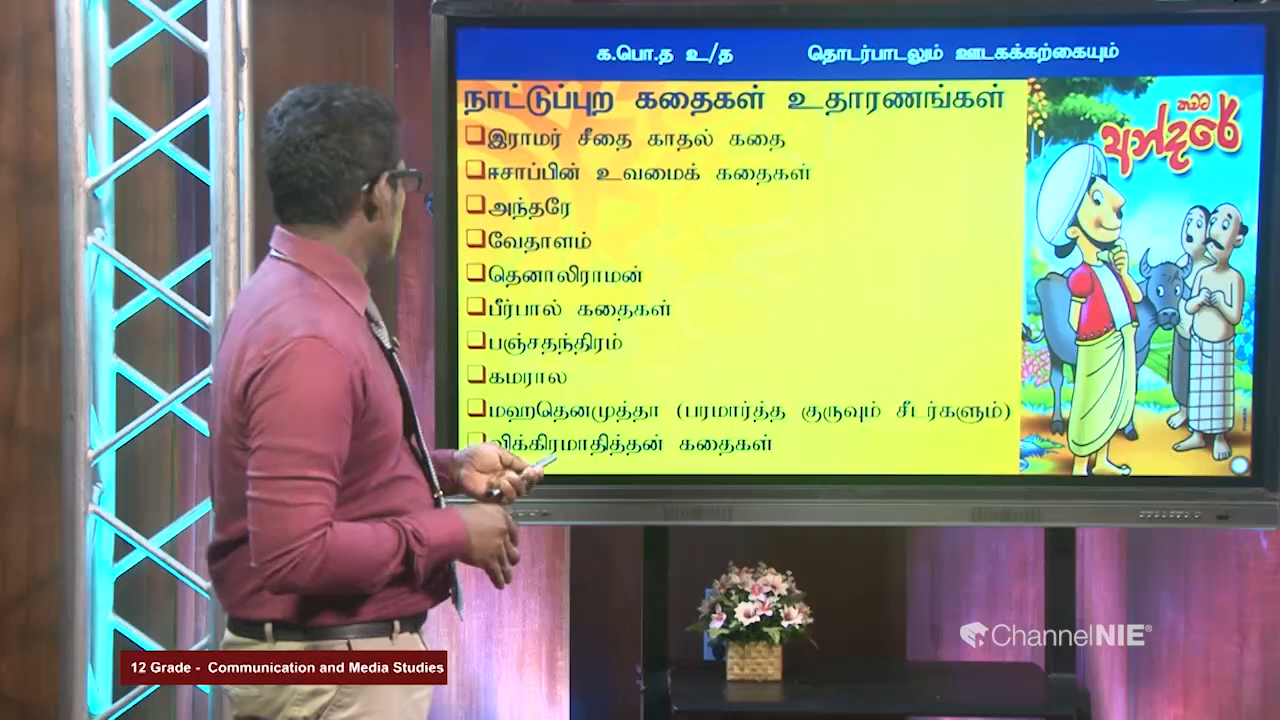 க.பொ.த உ/த தொடர்பாடலும் ஊடகக்கற்கையும்
நாட்டுப்புற கதைகள் உதாரணங்கள்
இராமர் சீதை காதல் கதை
ஈசாப்பின் உவமைக் கதைகள்
அந்தரே
வேதாளம்
தெனாலிராமன்
பீர்பால் கதைகள்
பஞ்சதந்திரம்
கமரால
மஹதெனமுத்தா (பரமார்த்த குருவும் சீடர்களும்)
விக்கிரமாதித்தன் கதைகள்
කවට
අන්දරේ
12 Grade - Communication and Media Studies
ChannelNIE®